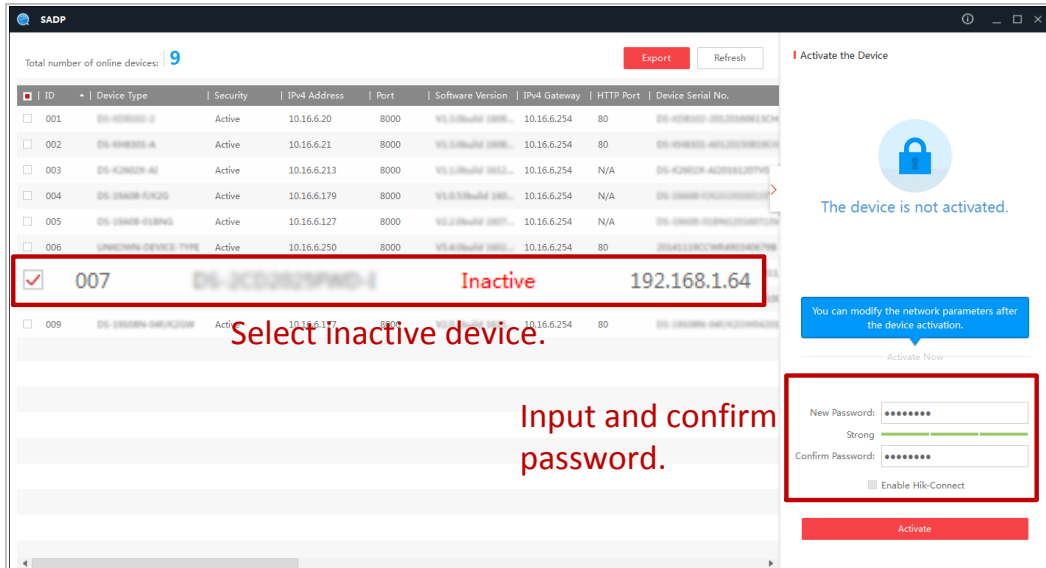 SADP
Total number of online devices: 9
Export
Refresh
ID | Device Type | Security | IPv4 Address | Port | Software Version | IPv4 Gateway | HTTP Port | Device Serial No.
001 Active 10.16.6.20 8000 10.16.6.254 80
002 Active 10.16.6.21 8000 10.16.6.254 80
003 Active 10.16.6.213 8000 10.16.6.254 N/A
004 Active 10.16.6.179 8000 10.16.6.254 N/A
005 Active 10.16.6.127 8000 10.16.6.254 N/A
006 Active 10.16.6.250 8000 10.16.6.254 80
007 Inactive 192.168.1.64
009 Active 8000 10.16.6.254 80
Select inactive device.
Input and confirm
password.
Activate the Device
The device is not activated.
You can modify the network parameters after
the device activation.
Activate Now
New Password:
Strong
Confirm Password:
Enable Hik-Connect
Activate